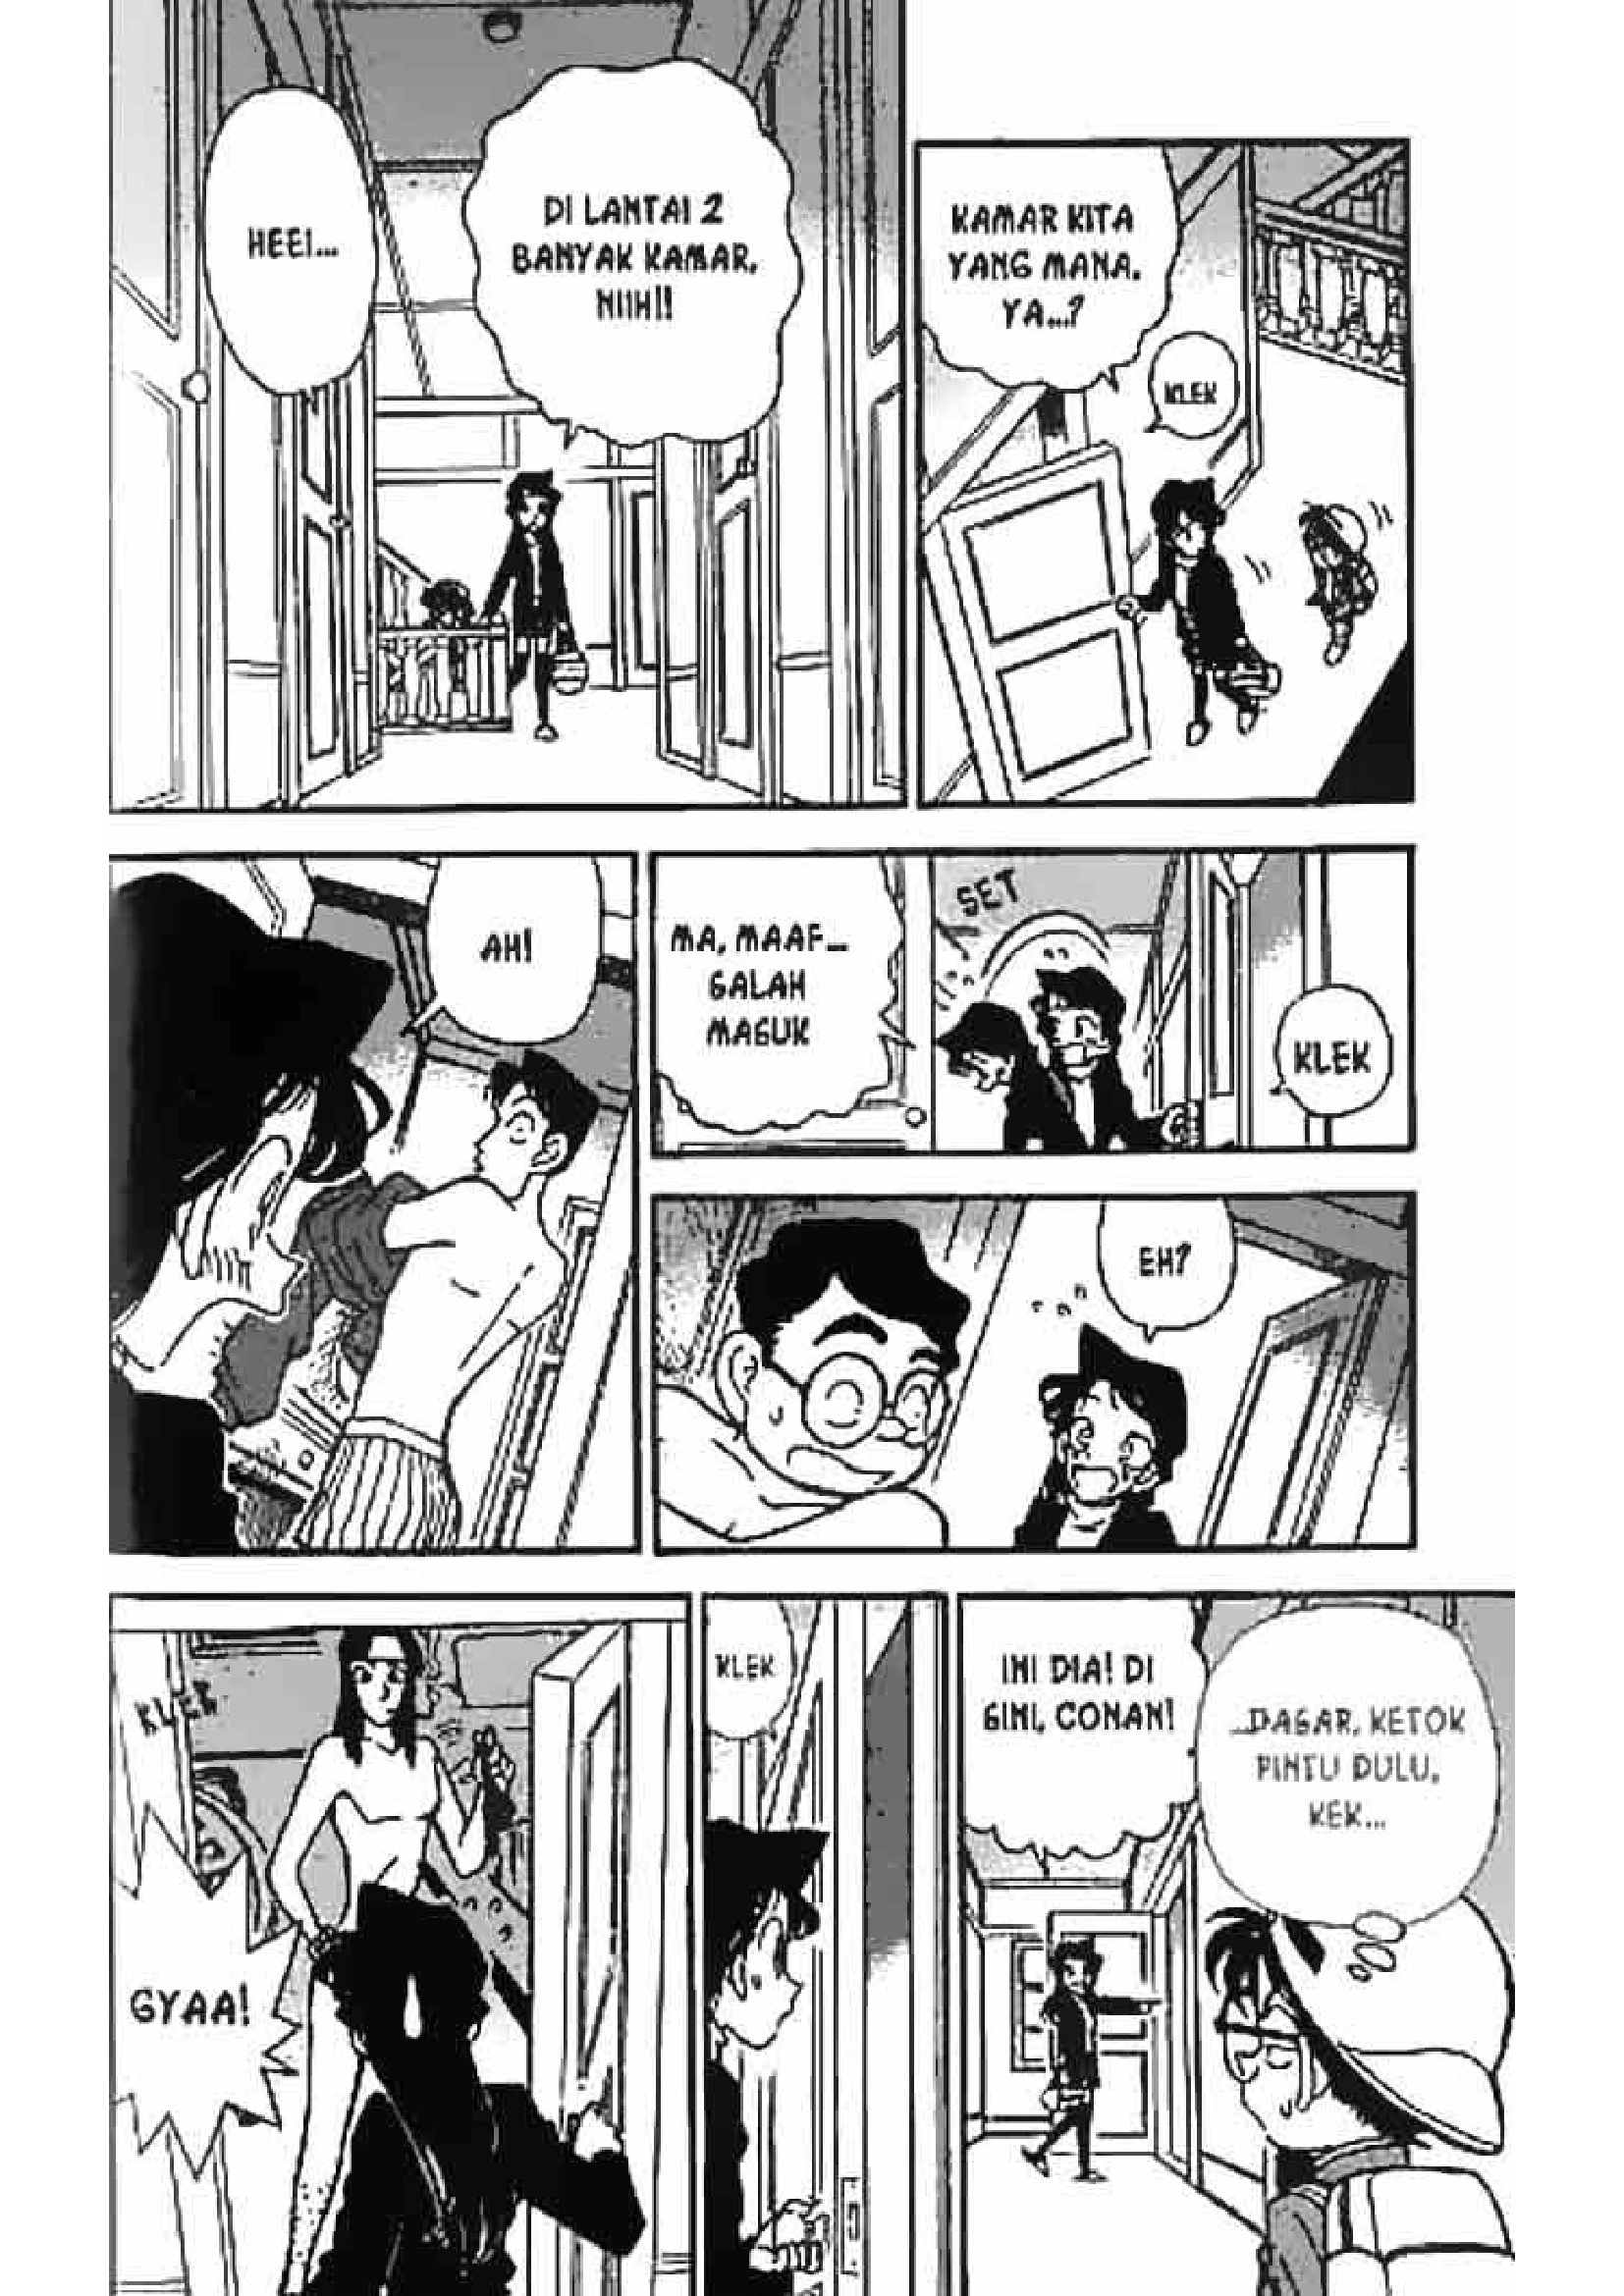 KAMAR KITA
YANG MANA,
YA...?
KLEK
DI LANTAI 2
BANYAK KAMAR,
NIIH!!
HEEI...
KLEK
SET
MA, MAAF...
SALAH
MASUK
EH?
AH!
...DASAR, KETOK
PINTU DULU,
KEK...
INI DIA! DI
SINI, CONAN!
KLEK
KLEK
GYAA!